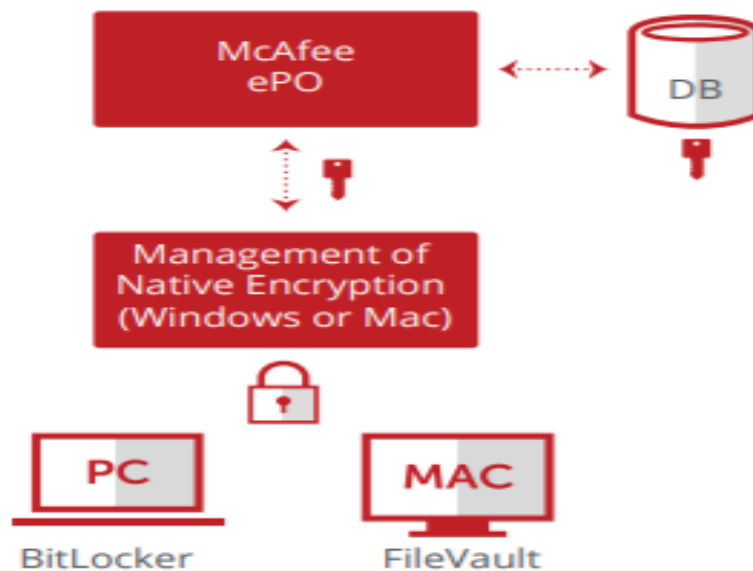 McAfee
ePO
DB
Management of
Native Encryption
(Windows or Mac)
PC
MAC
BitLocker
FileVault